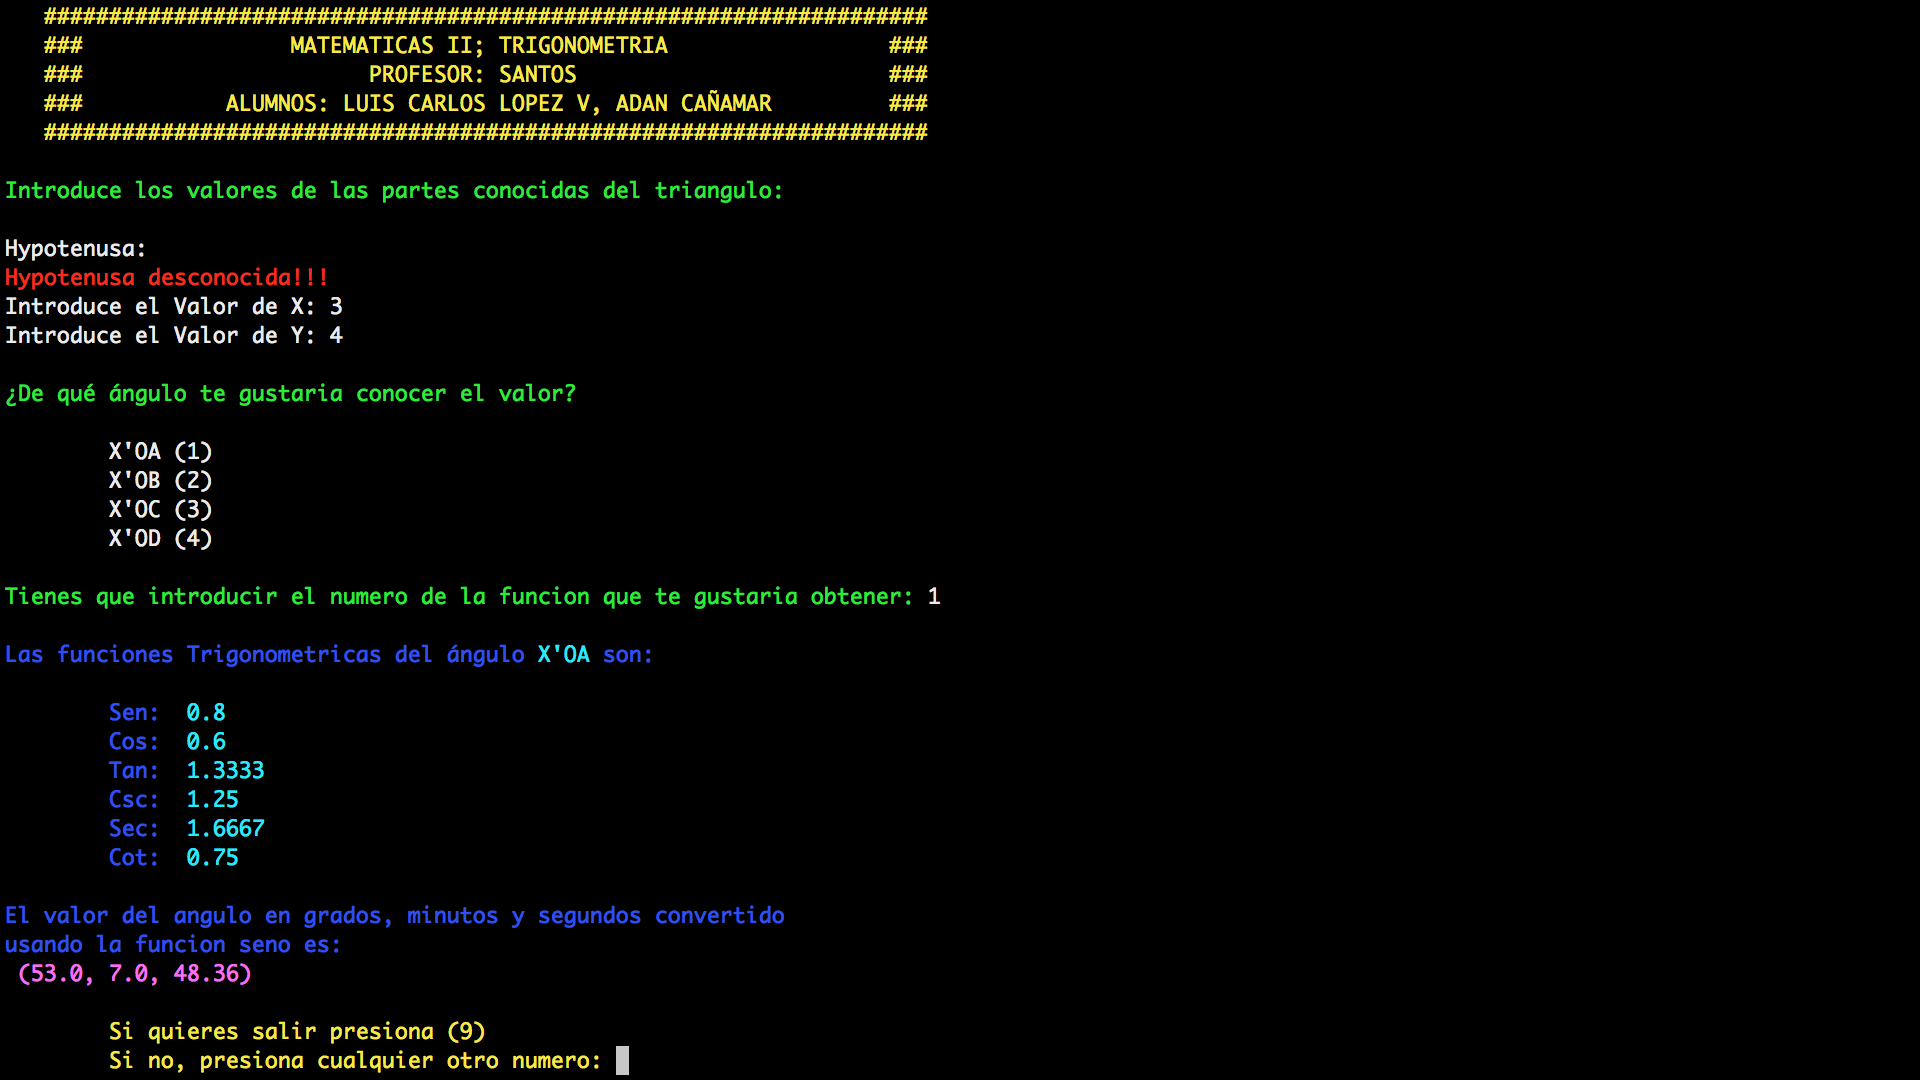 ####################################################################
### MATEMATICAS II; TRIGONOMETRIA ###
### PROFESOR: SANTOS ###
### ALUMNOS: LUIS CARLOS LOPEZ V, ADAN CAÑAMAR ###
####################################################################
Introduce los valores de las partes conocidas del triangulo:
Hypotenusa:
Hypotenusa desconocida!!!
Introduce el Valor de X: 3
Introduce el Valor de Y: 4
¿De qué ángulo te gustaria conocer el valor?
X'OA (1)
X'OB (2)
X'OC (3)
X'OD (4)
Tienes que introducir el numero de la funcion que te gustaria obtener: 1
Las funciones Trigonometricas del ángulo X'OA son:
Sen: 0.8
Cos: 0.6
Tan: 1.3333
Csc: 1.25
Sec: 1.6667
Cot: 0.75
El valor del angulo en grados, minutos y segundos convertido
usando la funcion seno es:
(53.0, 7.0, 48.36)
Si quieres salir presiona (9)
Si no, presiona cualquier otro numero: